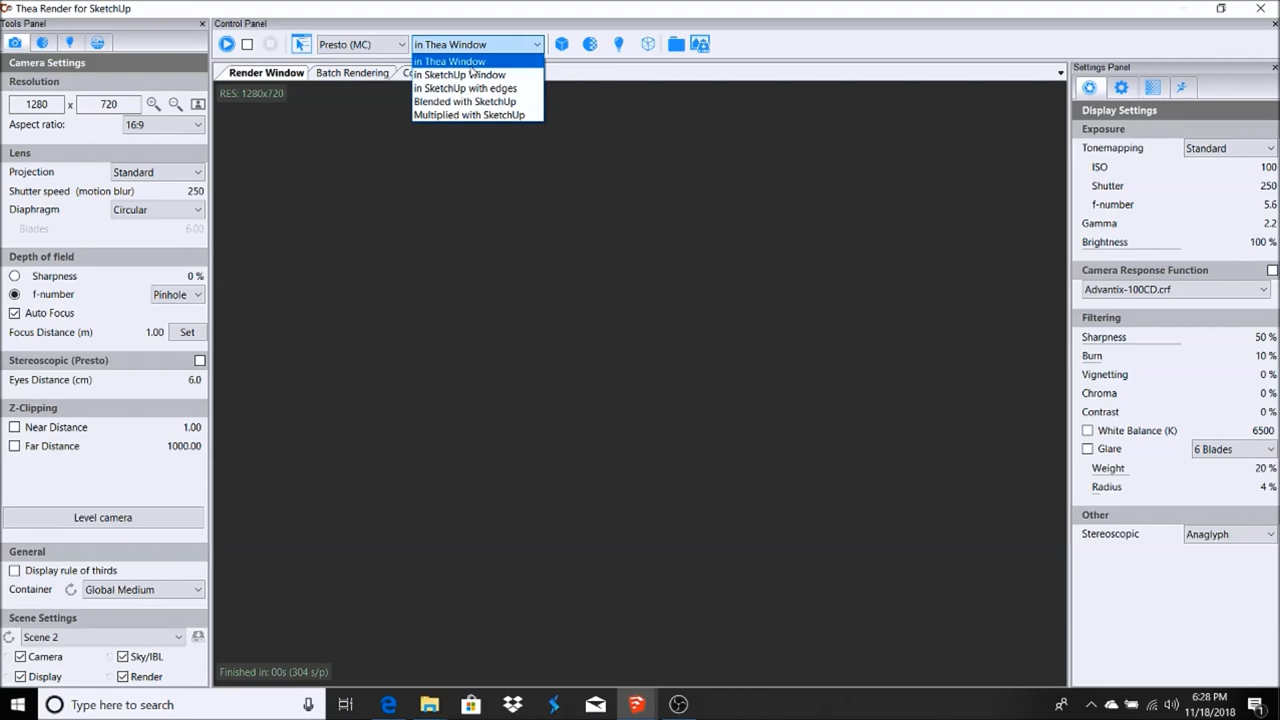 Thea Render for SketchUp
Tools Panel
Control Panel
Presto (MC)
in Thea Window
in Thea Window
in SketchUp Window
in SketchUp with edges
Blended with SketchUp
Multiplied with SketchUp
Render Window
Batch Rendering
RES: 1280x720
Finished in: 00s (304 s/p)
Camera Settings
Resolution
1280 x 720
Aspect ratio: 16:9
Lens
Projection Standard
Shutter speed (motion blur) 250
Diaphragm Circular
Blades 6.00
Depth of field
Sharpness 0 %
f-number Pinhole
Auto Focus
Focus Distance (m) 1.00 Set
Stereoscopic (Presto)
Eyes Distance (cm) 6.0
Z-Clipping
Near Distance 1.00
Far Distance 1000.00
Level camera
General
Display rule of thirds
Container Global Medium
Scene Settings
Scene 2
Camera Sky/IBL
Display Render
Settings Panel
Display Settings
Exposure
Tonemapping Standard
ISO 100
Shutter 250
f-number 5.6
Gamma 2.2
Brightness 100 %
Camera Response Function
Advantix-100CD.crf
Filtering
Sharpness 50 %
Burn 10 %
Vignetting 0 %
Chroma 0 %
Contrast 0 %
White Balance (K) 6500
Glare 6 Blades
Weight 20 %
Radius 4 %
Other
Stereoscopic Anaglyph
Type here to search
6:28 PM
11/18/2018